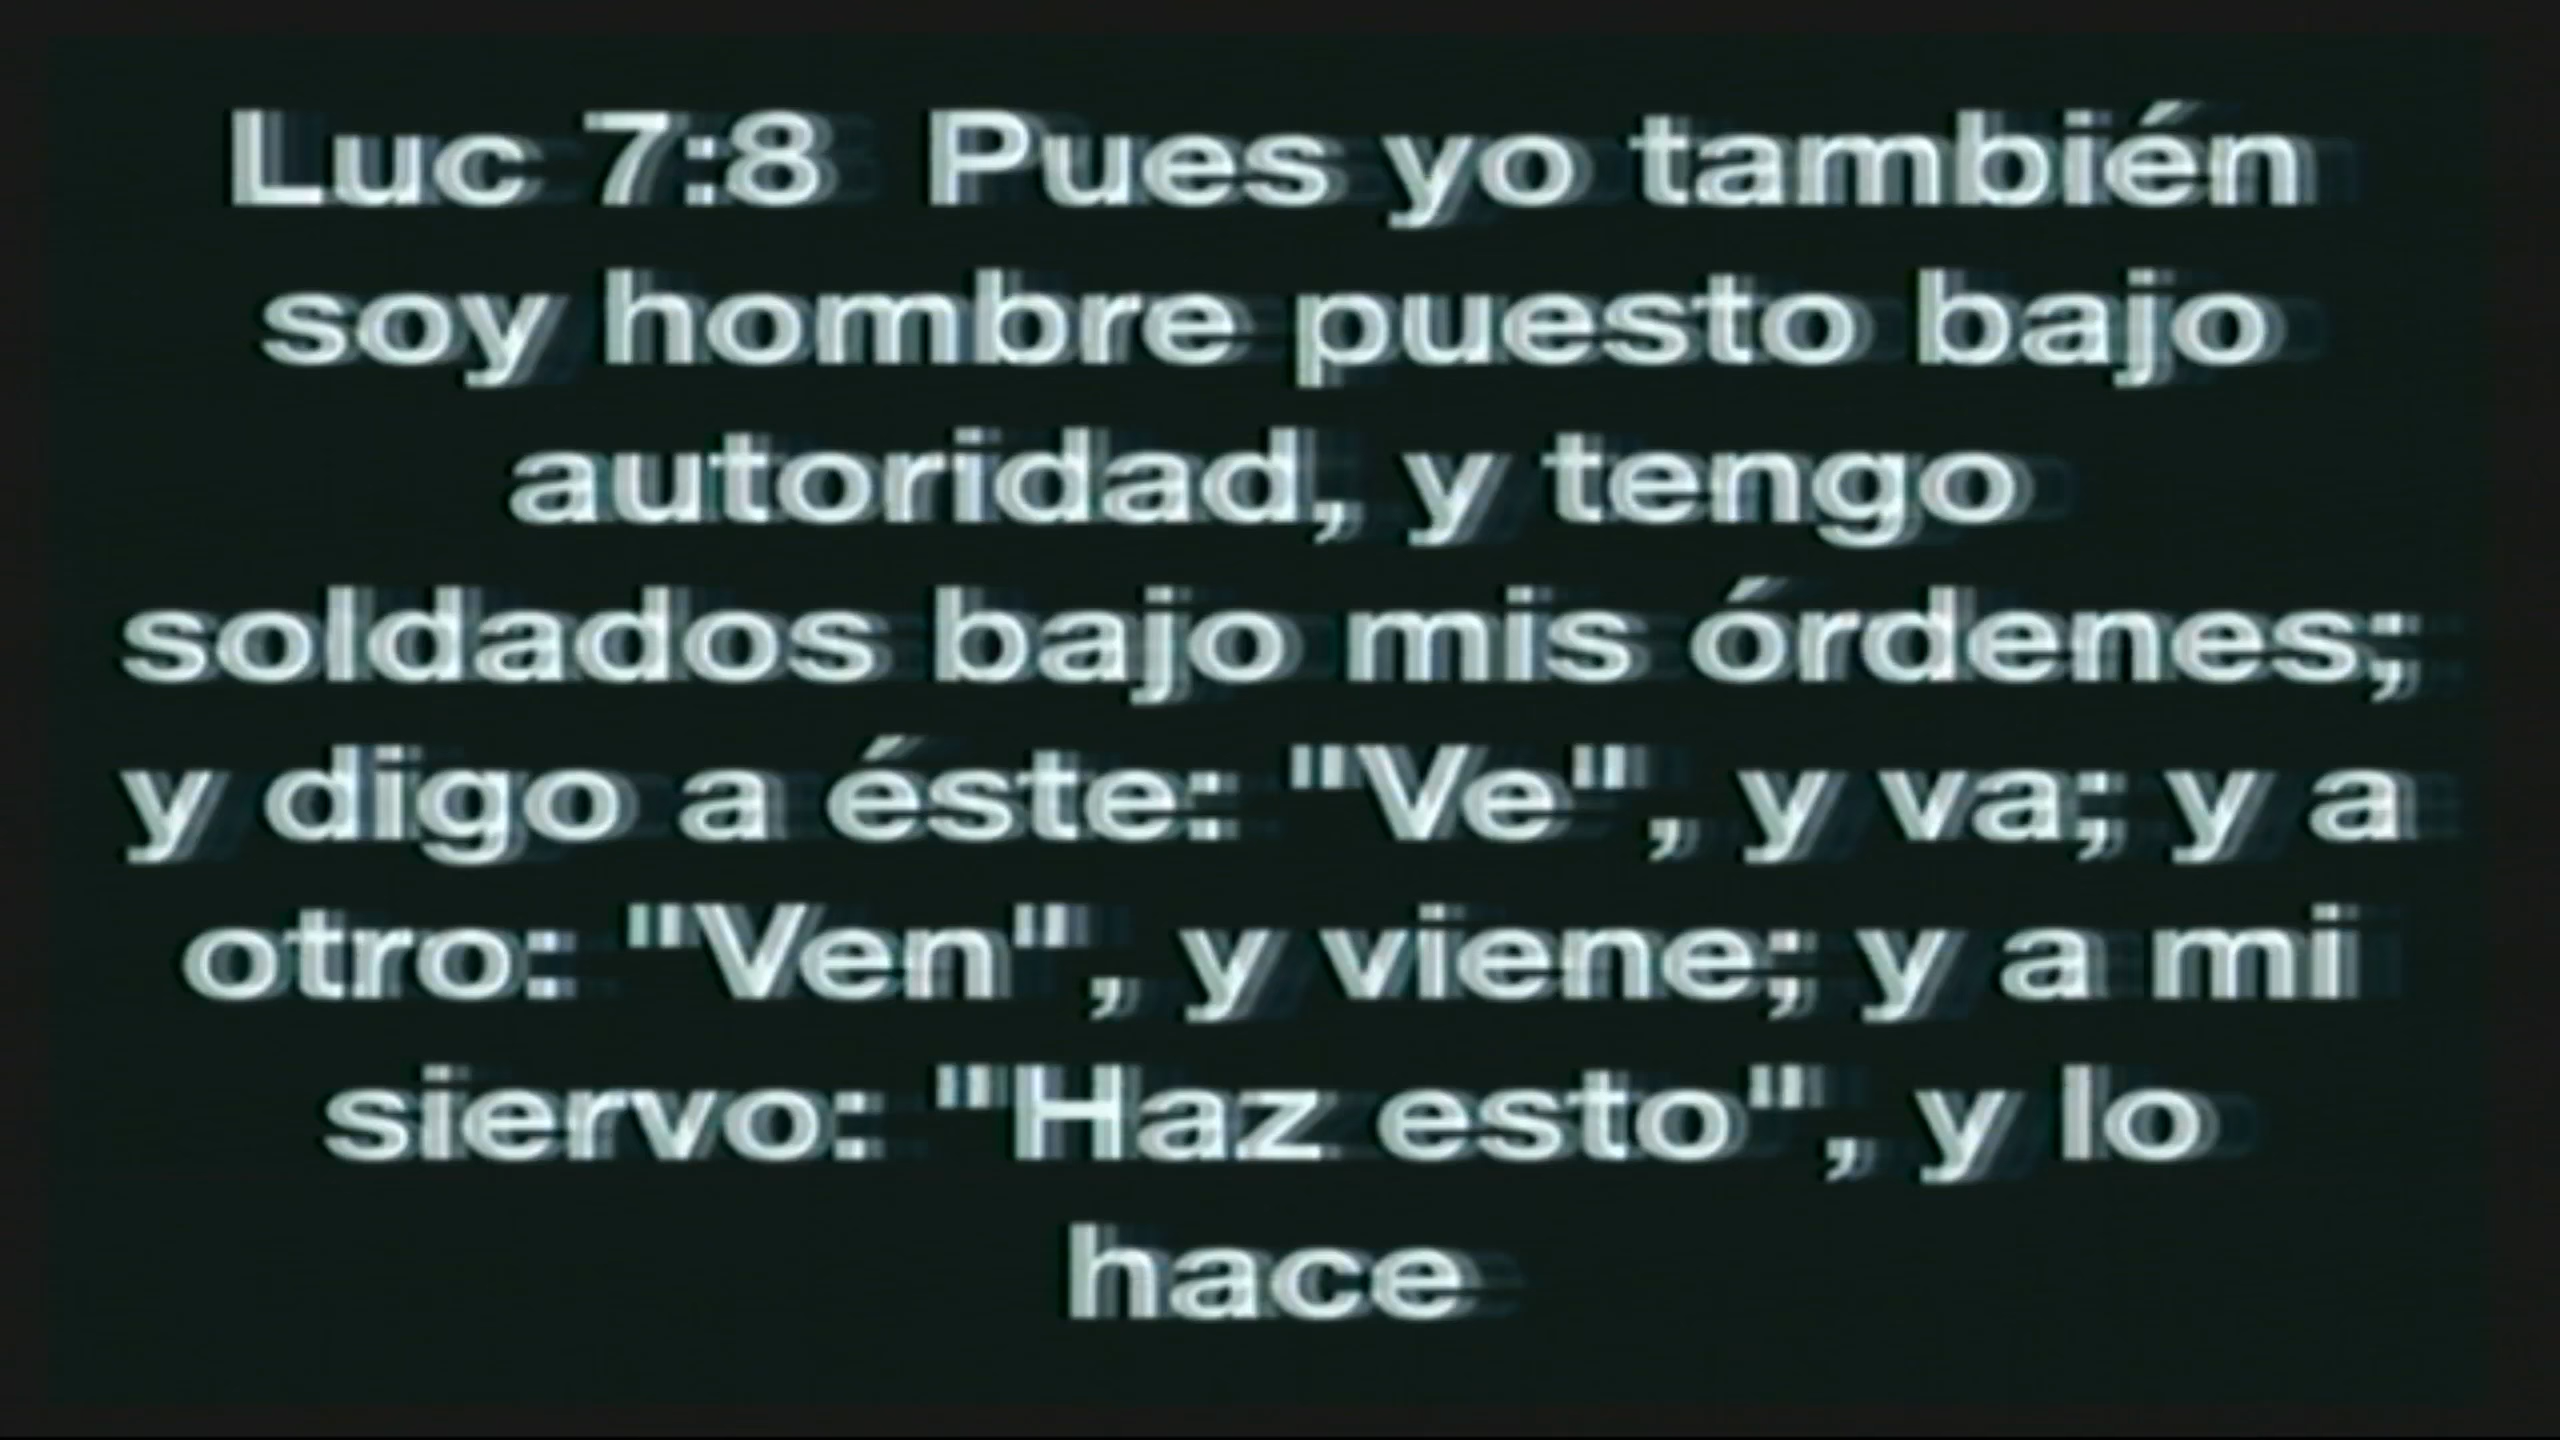 Luc 7:8  Pues yo también
soy hombre puesto bajo
autoridad, y tengo
soldados bajo mis órdenes;
y digo a éste: "Ve", y va; y a
otro: "Ven", y viene; y a mi
siervo: "Haz esto", y lo
hace